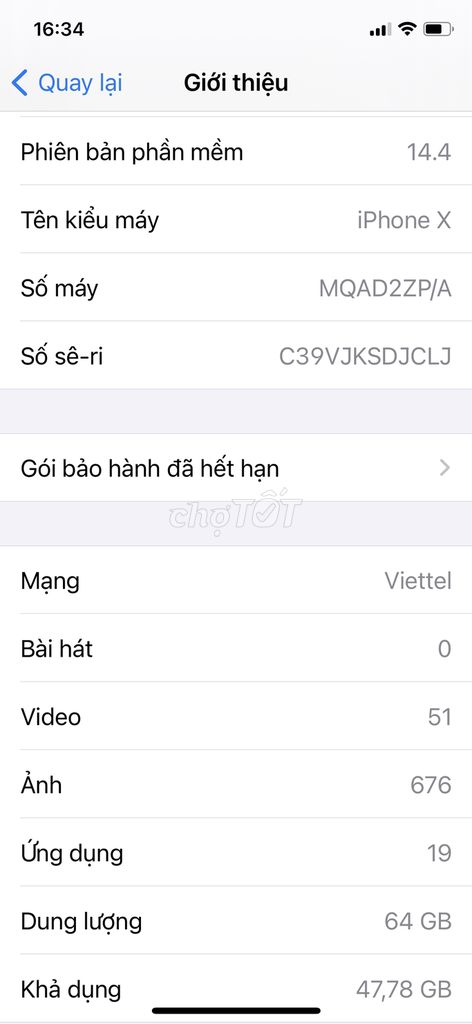 16:34
Quay lại Giới thiệu
Phiên bản phần mềm 14.4
Tên kiểu máy iPhone X
Số máy MQAD2ZP/A
Số sê-ri C39VJKSDJCLJ
Gói bảo hành đã hết hạn
chợTỐT
Mạng Viettel
Bài hát 0
Video 51
Ảnh 676
Ứng dụng 19
Dung lượng 64 GB
Khả dụng 47,78 GB